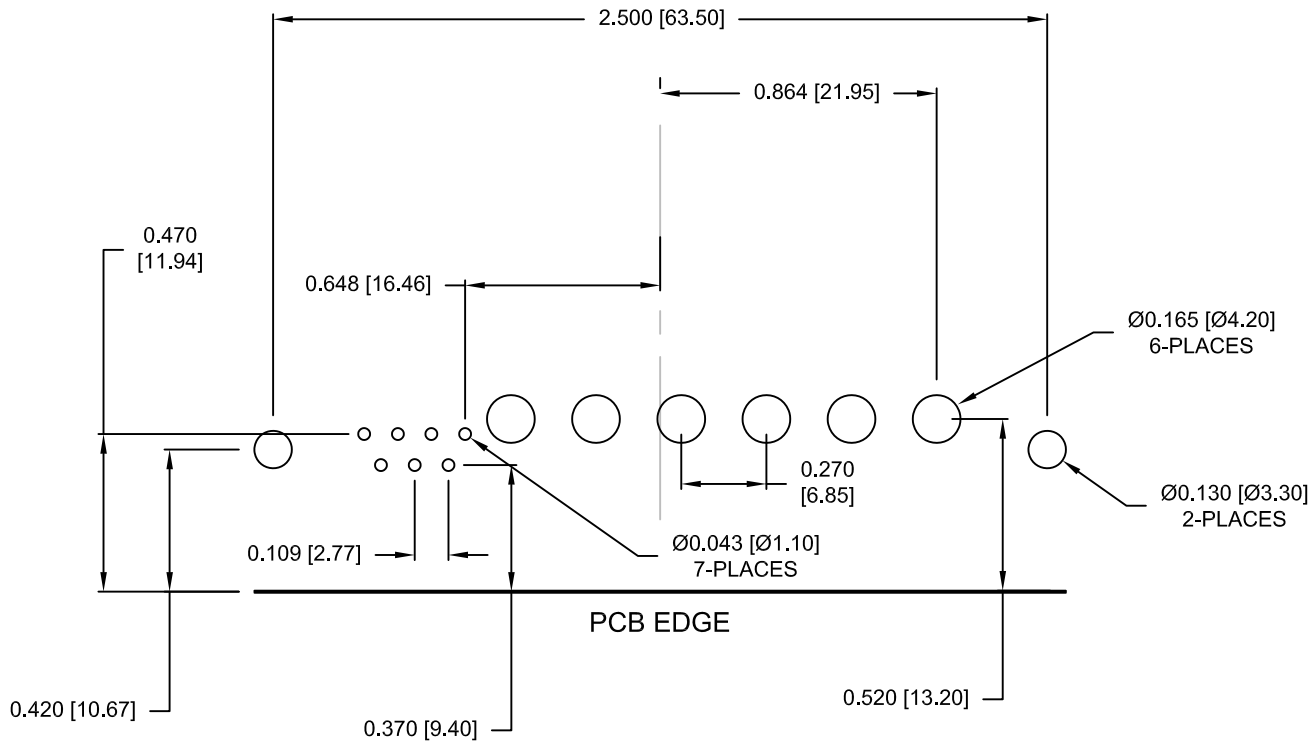 2.500 [63.50]
0.864 [21.95]
0.470
[11.94]
0.648 [16.46]
Ø0.165 [Ø4.20]
6-PLACES
0.270
[6.85]
Ø0.130 [Ø3.30]
2-PLACES
0.109 [2.77]
Ø0.043 [Ø1.10]
7-PLACES
PCB EDGE
0.420 [10.67]
0.370 [9.40]
0.520 [13.20]